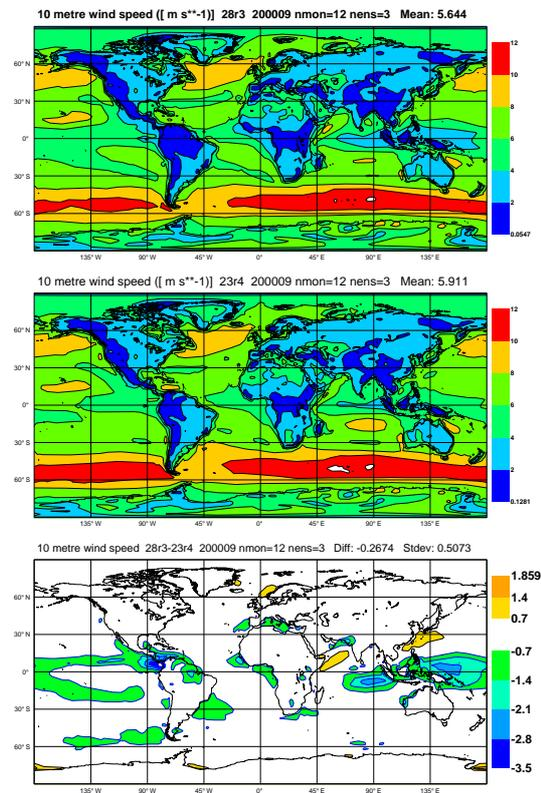 10 metre wind speed ([ m s**-1)] 28r3 200009 nmon=12 nens=3 Mean: 5.644
60°N
30°N
0°
30°S
60°S
135°W 90°W 45°W 0° 45°E 90°E 135°E
12
10
8
6
4
2
0.0547
10 metre wind speed ([ m s**-1)] 23r4 200009 nmon=12 nens=3 Mean: 5.911
60°N
30°N
0°
30°S
60°S
135°W 90°W 45°W 0° 45°E 90°E 135°E
12
10
8
6
4
2
0.1281
10 metre wind speed 28r3-23r4 200009 nmon=12 nens=3 Diff: -0.2674 Stdev: 0.5073
60°N
30°N
0°
30°S
60°S
135°W 90°W 45°W 0° 45°E 90°E 135°E
1.859
1.4
0.7
-0.7
-1.4
-2.1
-2.8
-3.5